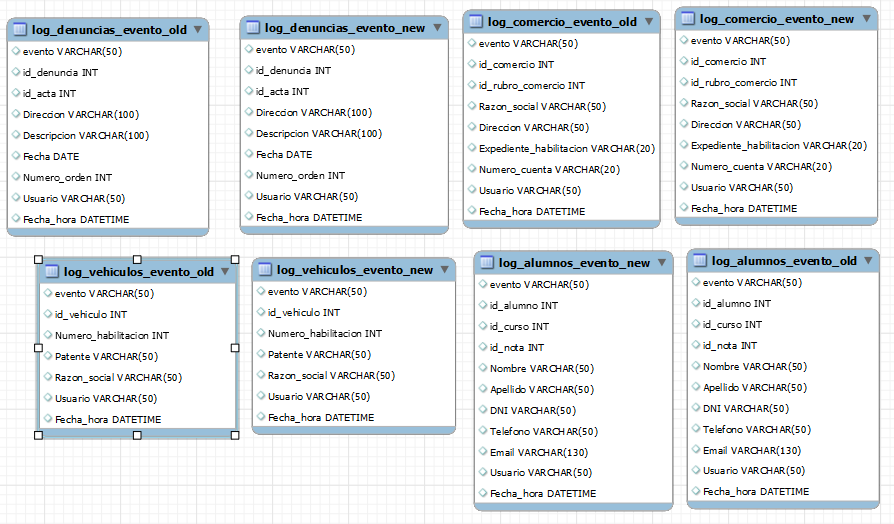 log_denuncias_evento_old
evento VARCHAR(50)
id_denuncia INT
id_acta INT
Direccion VARCHAR(100)
Descripcion VARCHAR(100)
Fecha DATE
Numero_orden INT
Usuario VARCHAR(50)
Fecha_hora DATETIME
log_denuncias_evento_new
evento VARCHAR(50)
id_denuncia INT
id_acta INT
Direccion VARCHAR(100)
Descripcion VARCHAR(100)
Fecha DATE
Numero_orden INT
Usuario VARCHAR(50)
Fecha_hora DATETIME
log_comercio_evento_old
evento VARCHAR(50)
id_comercio INT
id_rubro_comercio INT
Razon_social VARCHAR(50)
Direccion VARCHAR(50)
Expediente_habilitacion VARCHAR(20)
Numero_cuenta VARCHAR(20)
Usuario VARCHAR(50)
Fecha_hora DATETIME
log_comercio_evento_new
evento VARCHAR(50)
id_comercio INT
id_rubro_comercio INT
Razon_social VARCHAR(50)
Direccion VARCHAR(50)
Expediente_habilitacion VARCHAR(20)
Numero_cuenta VARCHAR(20)
Usuario VARCHAR(50)
Fecha_hora DATETIME
log_vehiculos_evento_old
evento VARCHAR(50)
id_vehiculo INT
Numero_habilitacion INT
Patente VARCHAR(50)
Razon_social VARCHAR(50)
Usuario VARCHAR(50)
Fecha_hora DATETIME
log_vehiculos_evento_new
evento VARCHAR(50)
id_vehiculo INT
Numero_habilitacion INT
Patente VARCHAR(50)
Razon_social VARCHAR(50)
Usuario VARCHAR(50)
Fecha_hora DATETIME
log_alumnos_evento_new
evento VARCHAR(50)
id_alumno INT
id_curso INT
id_nota INT
Nombre VARCHAR(50)
Apellido VARCHAR(50)
DNI VARCHAR(50)
Telefono VARCHAR(50)
Email VARCHAR(130)
Usuario VARCHAR(50)
Fecha_hora DATETIME
log_alumnos_evento_old
evento VARCHAR(50)
id_alumno INT
id_curso INT
id_nota INT
Nombre VARCHAR(50)
Apellido VARCHAR(50)
DNI VARCHAR(50)
Telefono VARCHAR(50)
Email VARCHAR(130)
Usuario VARCHAR(50)
Fecha_hora DATETIME